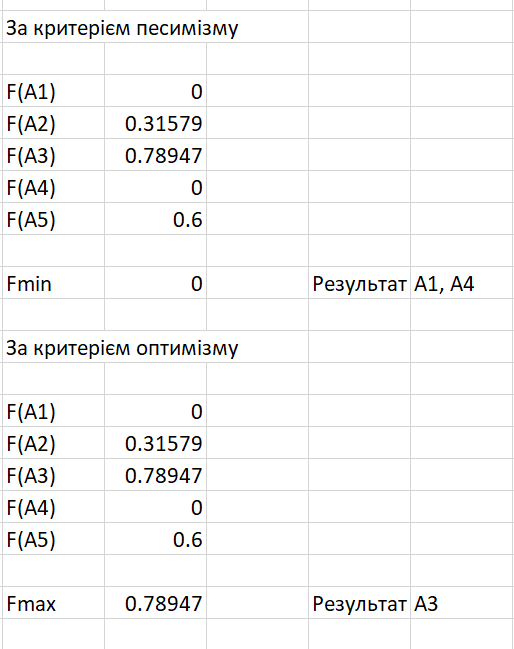 За критерієм песимізму
F(A1) 0
F(A2) 0.31579
F(A3) 0.78947
F(A4) 0
F(A5) 0.6
Fmin 0 Результат A1, A4
За критерієм оптимізму
F(A1) 0
F(A2) 0.31579
F(A3) 0.78947
F(A4) 0
F(A5) 0.6
Fmax 0.78947 Результат A3